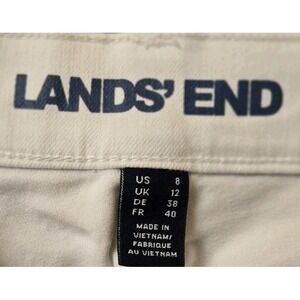 LANDS' END
US 8
UK 12
DE 38
FR 40
MADE IN
VIETNAM/
FABRIQUE
AU VIETNAM